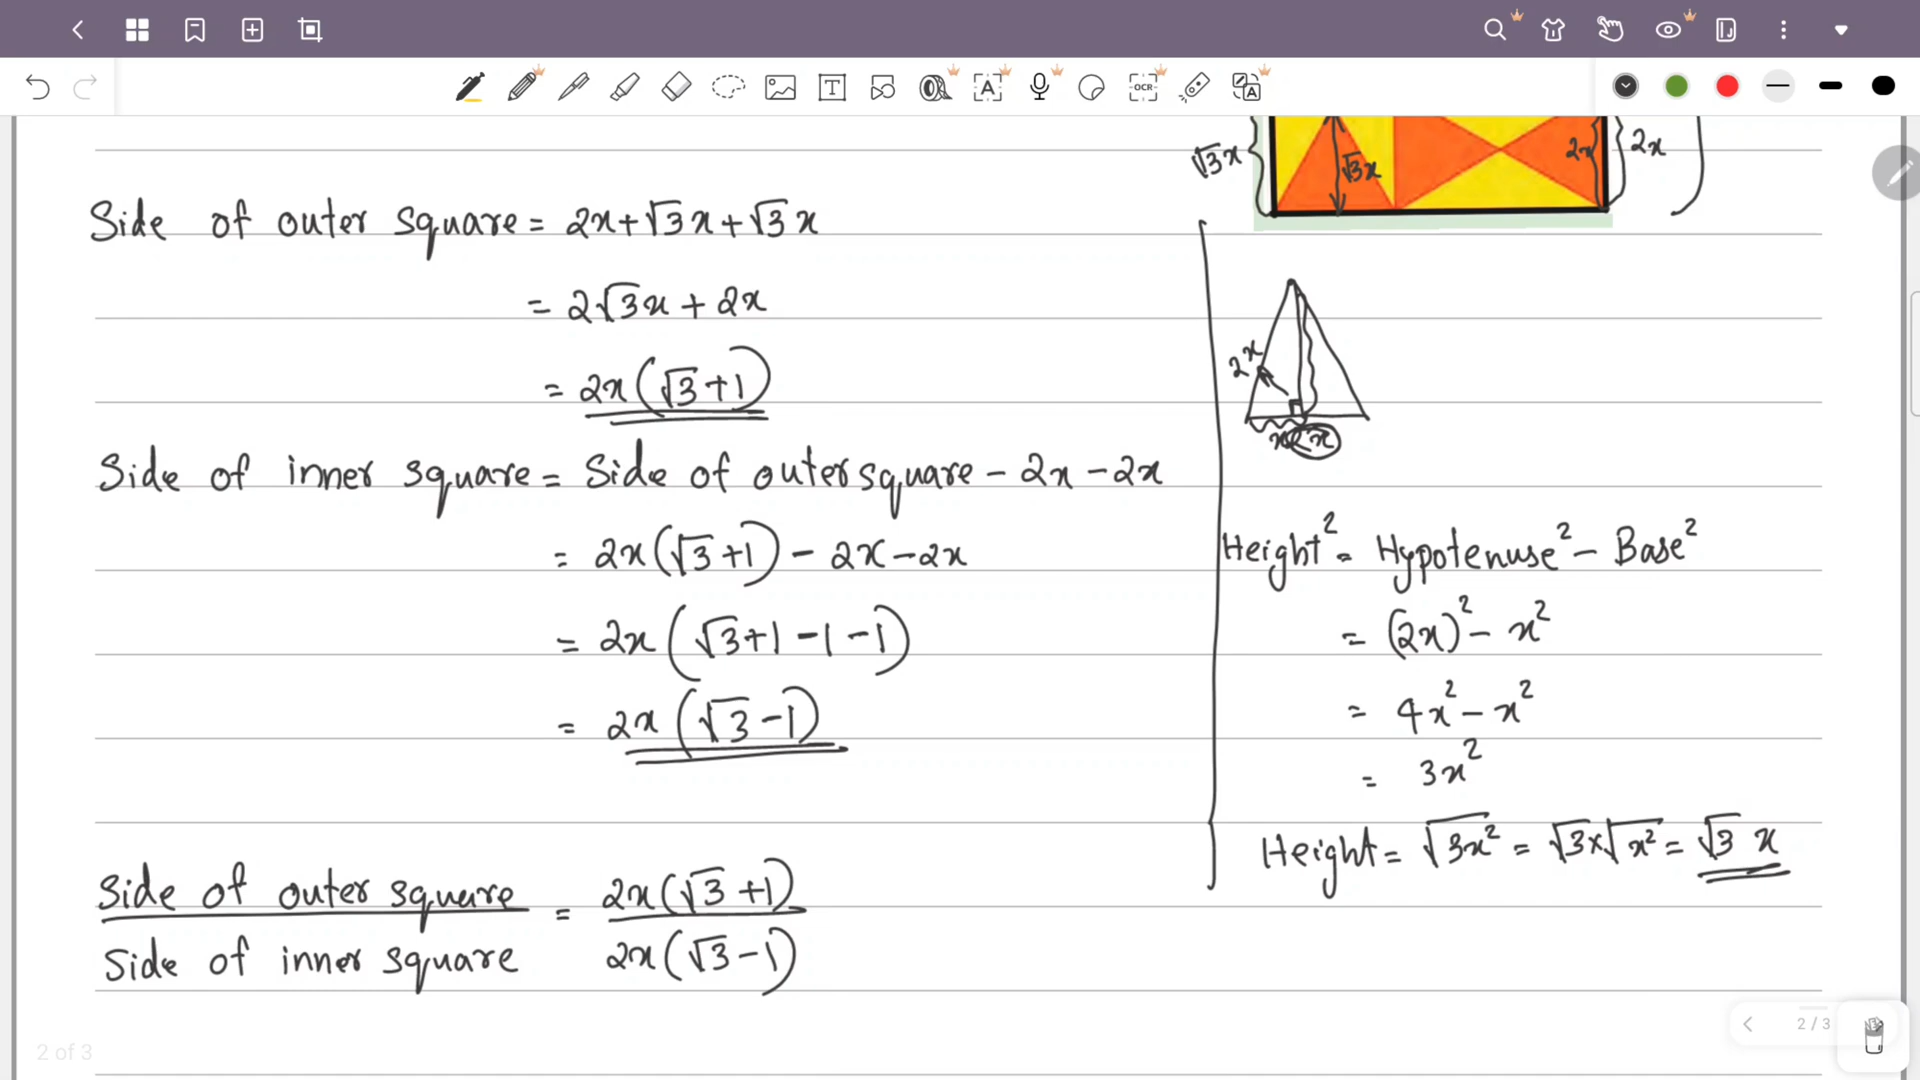 √3x
√3x
2x
2x
Side of outer square = 2x+√3x+√3x
= 2√3x + 2x
= 2x(√3+1)
Side of inner square = Side of outer square - 2x - 2x
= 2x(√3+1) - 2x - 2x
= 2x(√3+1-1-1)
= 2x(√3-1)
Side of outer square / Side of inner square = 2x(√3+1) / 2x(√3-1)
2x
x
Height² = Hypotenuse² - Base²
= (2x)² - x²
= 4x² - x²
= 3x²
Height = √3x² = √3×√x² = √3 x
OCR
A
T
2 / 3
2 of 3